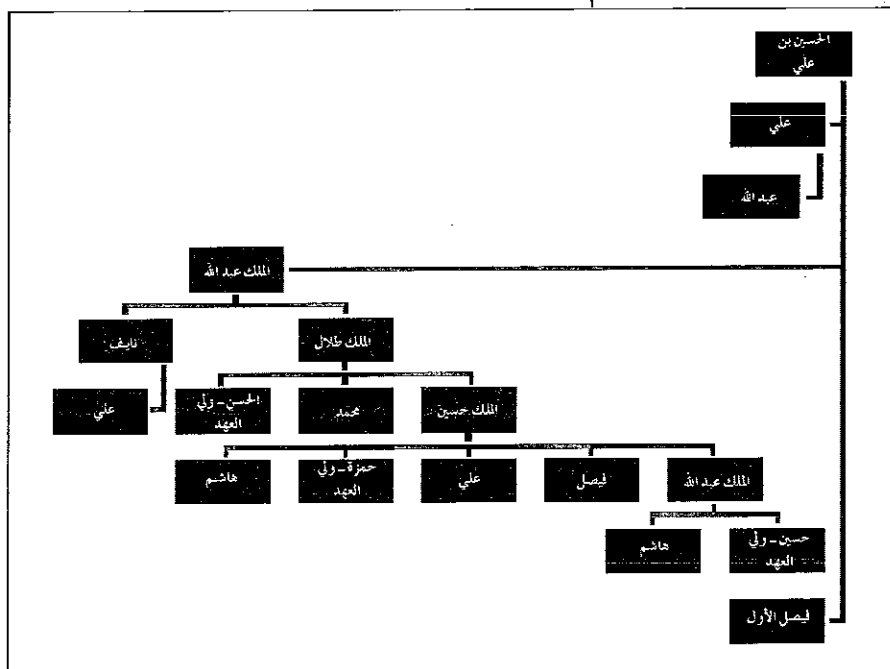 الحسين بن
علي
علي
عبد الله
الملك عبد الله
الملك طلال
نايف
الملك حسين
محمد
الحسن - ولي
العهد
علي
الملك عبد الله
فيصل
علي
حمزة - ولي
العهد
هاشم
حسين - ولي
العهد
هاشم
فيصل الأول